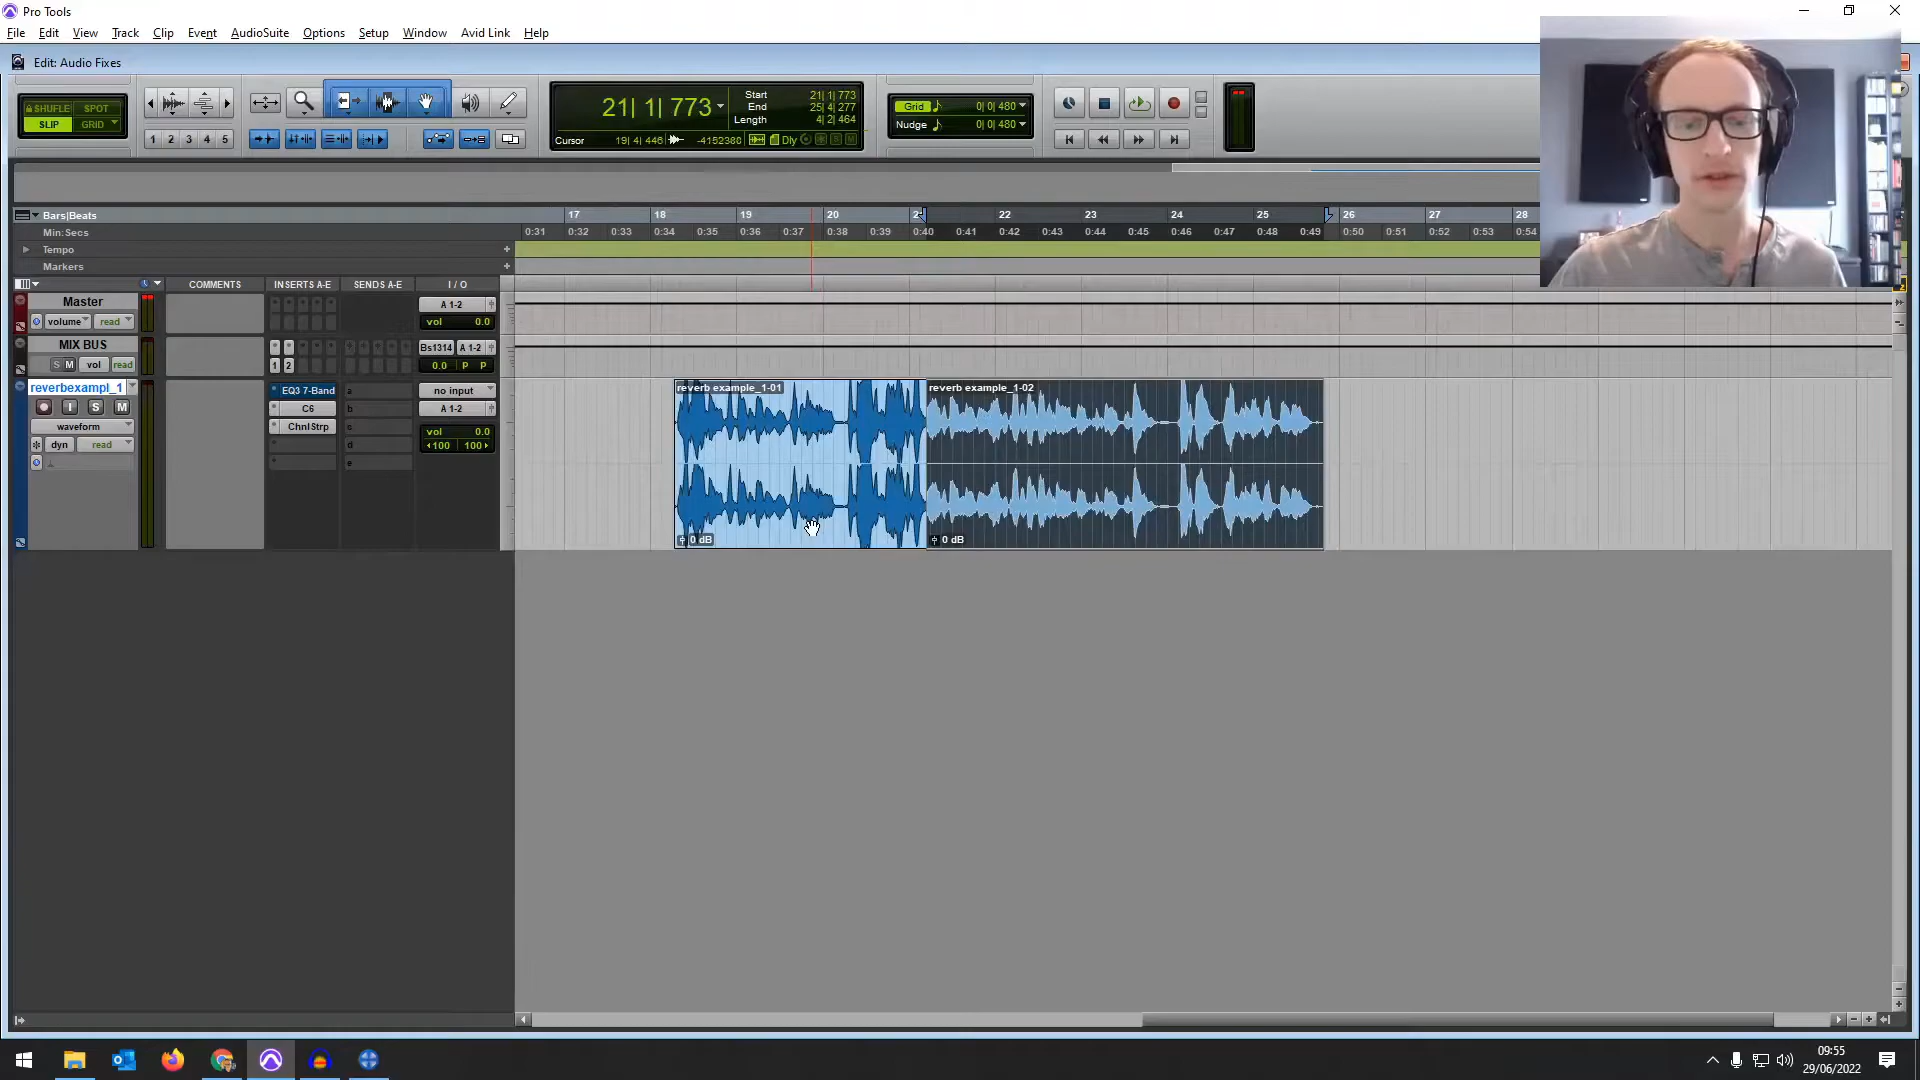 Pro Tools
File Edit View Track Clip Event AudioSuite Options Setup Window Avid Link Help
Edit: Audio Fixes
SHUFLE SPOT
SLIP GRID
1 2 3 4 5
21| 1| 773
Start 21| 1| 773
End 25| 4| 277
Length 4| 2| 464
Cursor 19| 4| 446 -4152380 Dly S M
Grid 0| 0| 480
Nudge 0| 0| 480
Bars|Beats 17 18 19 20 22 23 24 25 26 27 28
Min:Secs 0:31 0:32 0:33 0:34 0:35 0:36 0:37 0:38 0:39 0:40 0:41 0:42 0:43 0:44 0:45 0:46 0:47 0:48 0:49 0:50 0:51 0:52 0:53 0:54
Tempo
Markers
COMMENTS INSERTS A-E SENDS A-E I / O
Master A 1-2
volume read vol 0.0
MIX BUS Bs1314 A 1-2
S M vol read 1 2 0.0 P P
reverbexampl_1 EQ3 7-Band a no input reverb example_1-01 reverb example_1-02
I S M C6 b A 1-2
waveform ChnlStrp c vol 0.0
dyn read d 100 100
e
0 dB 0 dB
09:55
29/06/2022